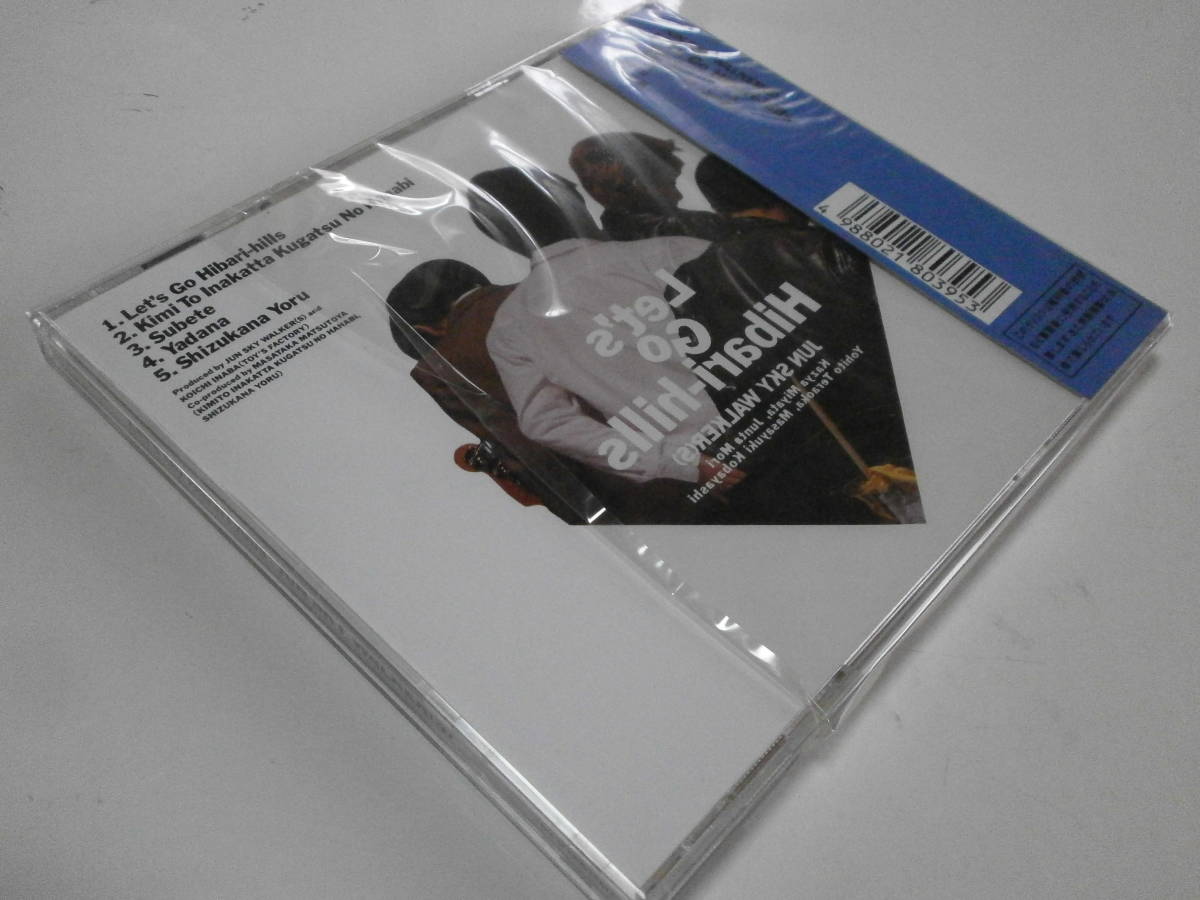 1. Let's Go Hibari-hills
2. Kimi To Inakatta Kugatsu No Hanabi
3. Subete
4. Yadana
5. Shizukana Yoru
Produced by JUN SKY WALKER(S) and
KOICHI INABA(TOY'S FACTORY)
Co-produced by MASATAKA MATSUTOYA
(KIMITO INAKATTA KUGATSU NO HANABI,
SHIZUKANA YORU)
Let's
Go
Hibari-hills
JUN SKY WALKER(S)
Kazuya Miyata, Junta Mori
Yohito Teraoka, Masayuki Kobayashi
4 988021 803953